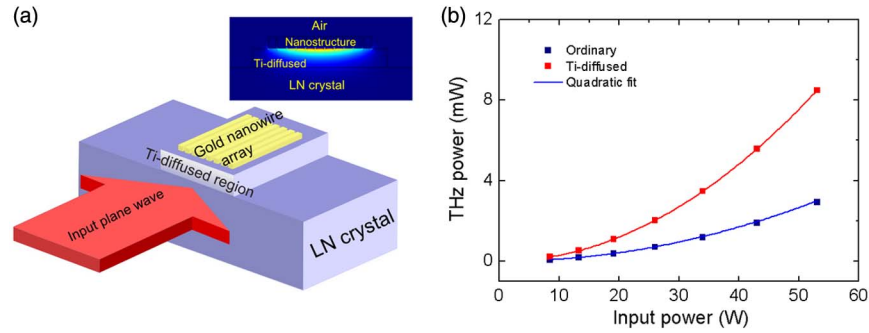 (a)
Air
Nanostructure
Ti-diffused
LN crystal
Gold nanowire
array
Ti-diffused region
Input plane wave
LN crystal
(b)
12
8
4
0
THz power (mW)
Ordinary
Ti-diffused
Quadratic fit
0 10 20 30 40 50 60
Input power (W)